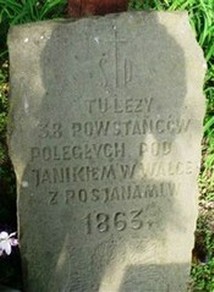 Ś D
TU LEŻY
38 POWSTAŃCÓW
POLEGŁYCH POD
JANIKIEM W WALCE
Z ROSJANAMI W
1863 R.